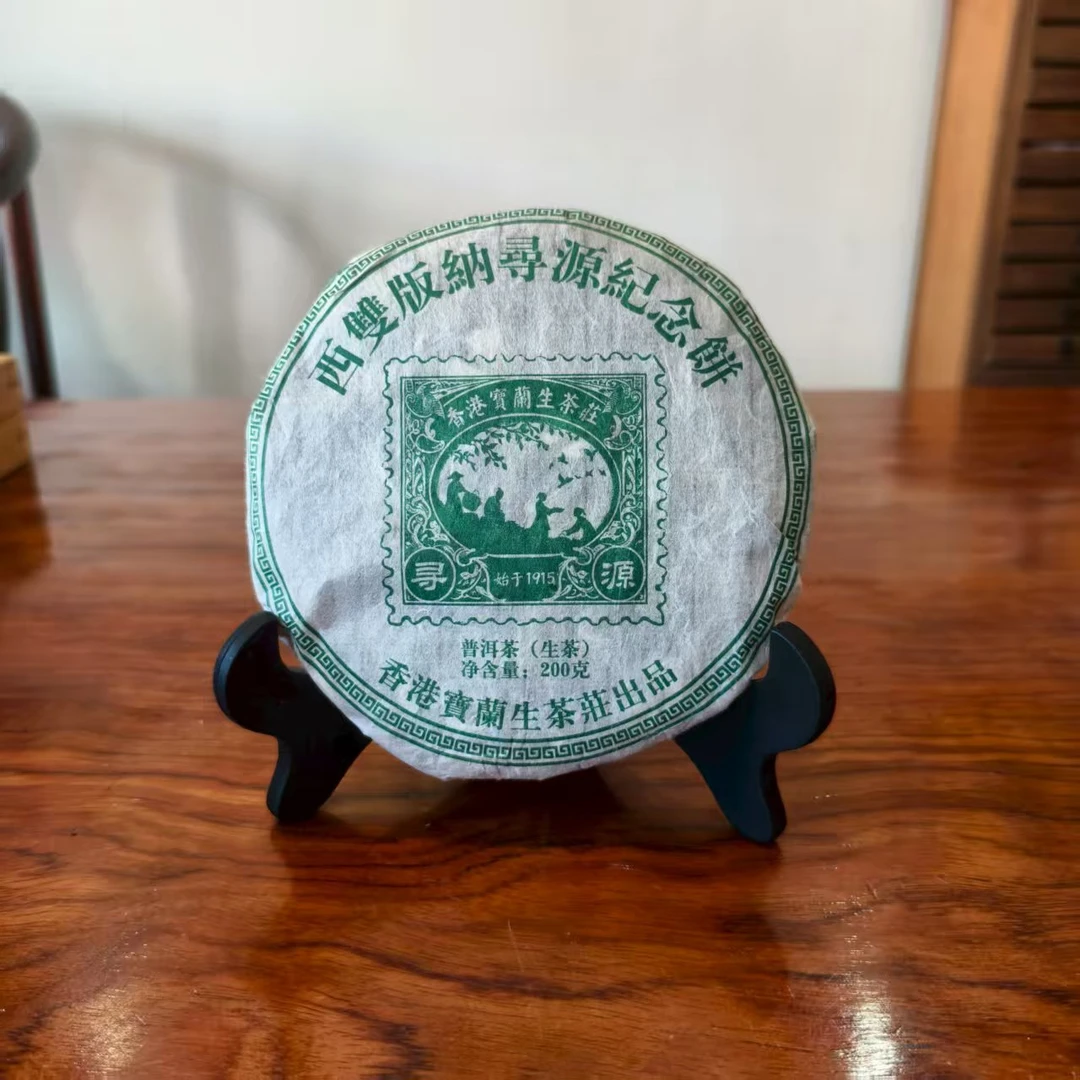 西雙版納尋源紀念餅
香港寶蘭生茶莊
寻 源
始于1915
普洱茶（生茶）
净含量：200克
香港寶蘭生茶莊出品